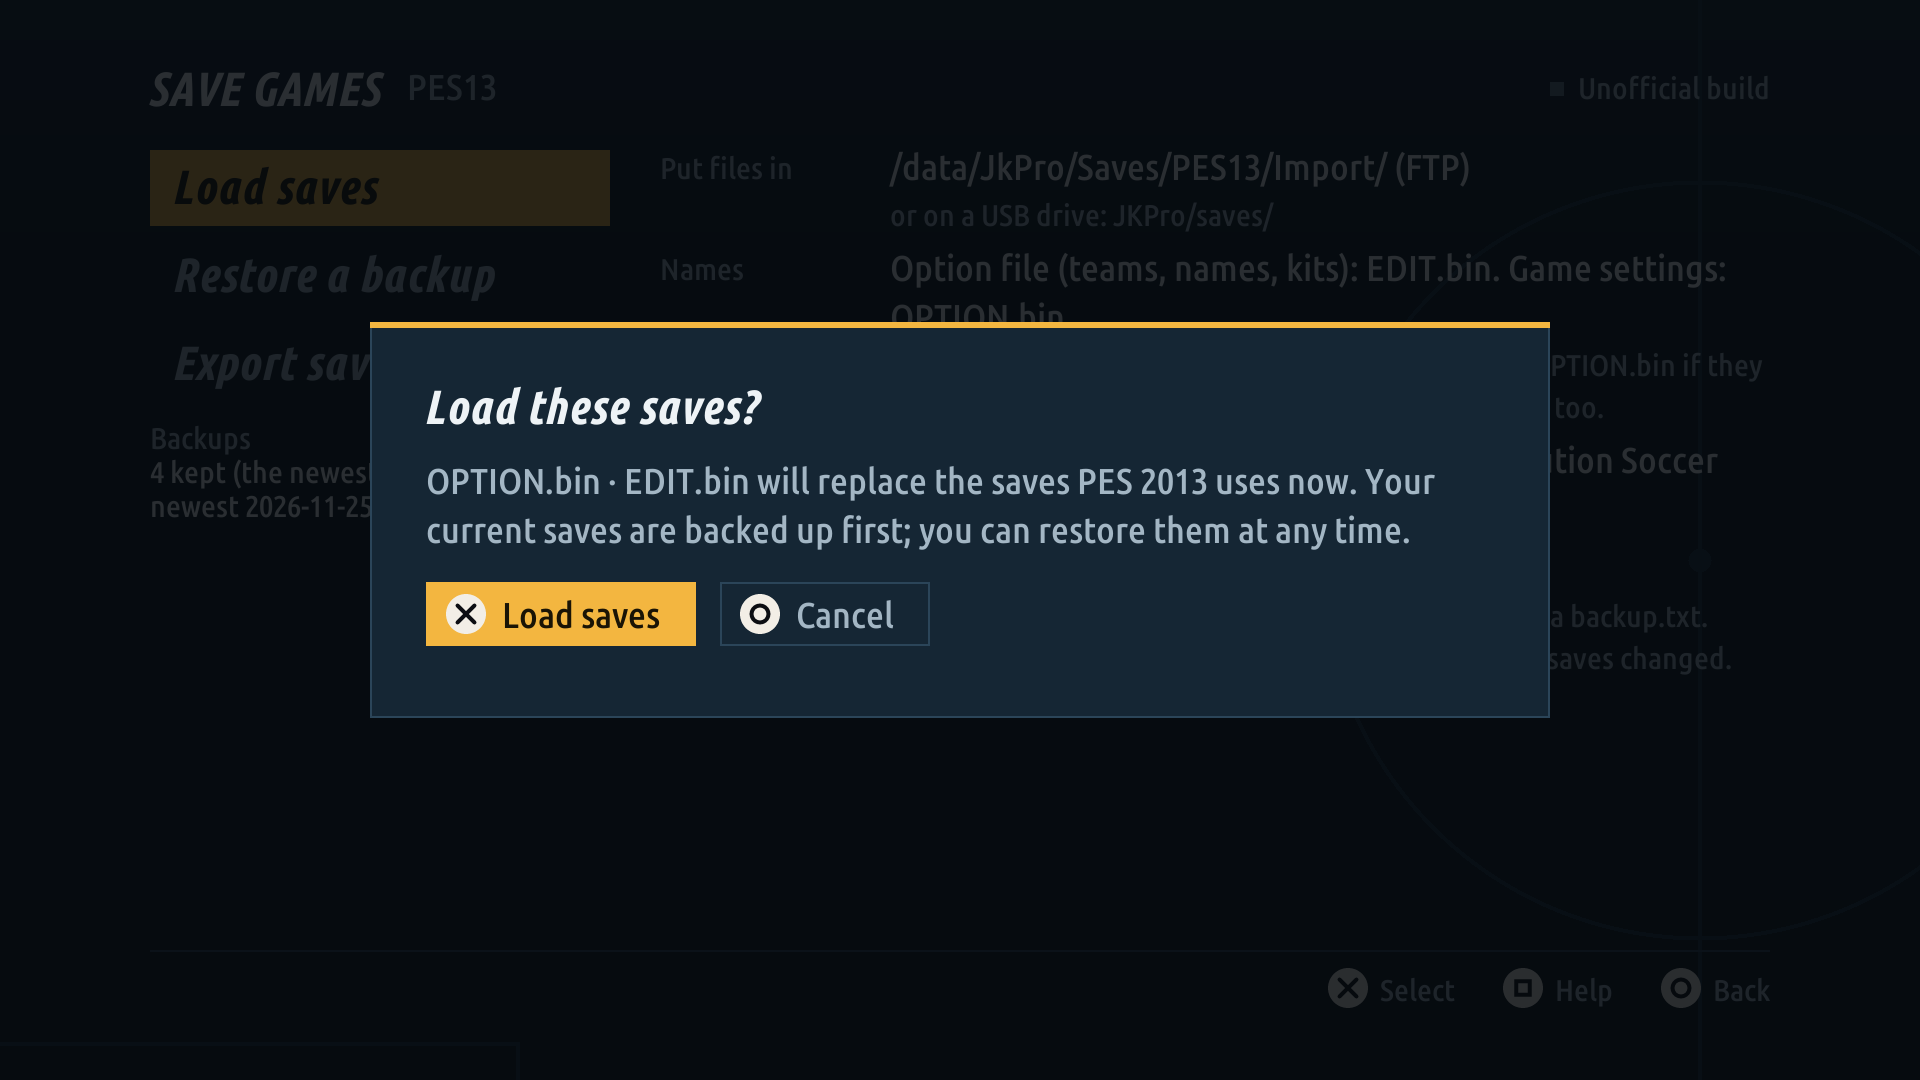 SAVE GAMES PES13
Unofficial build
Load saves
Restore a backup
Export sav
Backups
4 kept (the newest
newest 2026-11-25
Put files in
/data/JkPro/Saves/PES13/Import/ (FTP)
or on a USB drive: JKPro/saves/
Names
Option file (teams, names, kits): EDIT.bin. Game settings:
OPTION.bin
PTION.bin if they
too.
ition Soccer
a backup.txt.
saves changed.
Load these saves?
OPTION.bin · EDIT.bin will replace the saves PES 2013 uses now. Your
current saves are backed up first; you can restore them at any time.
Load saves
Cancel
Select
Help
Back